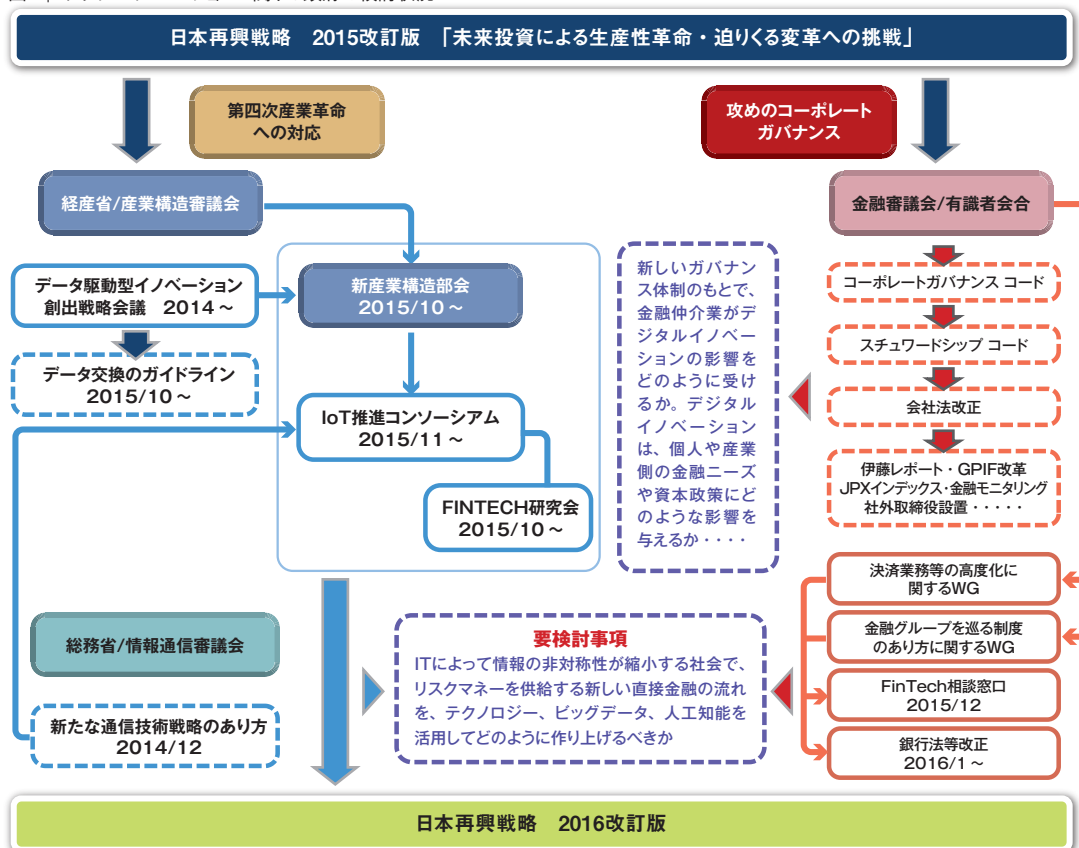 日本再興戦略　2015改訂版　「未来投資による生産性革命・迫りくる変革への挑戦」
第四次産業革命
への対応
攻めのコーポレート
ガバナンス
経産省/産業構造審議会
金融審議会/有識者会合
データ駆動型イノベーション
創出戦略会議　2014～
新産業構造部会
2015/10～
データ交換のガイドライン
2015/10～
IoT推進コンソーシアム
2015/11～
FINTECH研究会
2015/10～
新しいガバナン
ス体制のもとで、
金融仲介業がデ
ジタルイノベー
ションの影響を
どのように受け
るか。デジタル
イノベーション
は、個人や産業
側の金融ニーズ
や資本政策にど
のような影響を
与えるか・・・・
コーポレートガバナンス コード
スチュワードシップ コード
会社法改正
伊藤レポート・GPIF改革
JPXインデックス・金融モニタリング
社外取締役設置・・・・・
総務省/情報通信審議会
新たな通信技術戦略のあり方
2014/12
要検討事項
ITによって情報の非対称性が縮小する社会で、
リスクマネーを供給する新しい直接金融の流れ
を、テクノロジー、ビッグデータ、人工知能を
活用してどのように作り上げるべきか
決済業務等の高度化に
関するWG
金融グループを巡る制度
のあり方に関するWG
FinTech相談窓口
2015/12
銀行法等改正
2016/1～
日本再興戦略　2016改訂版